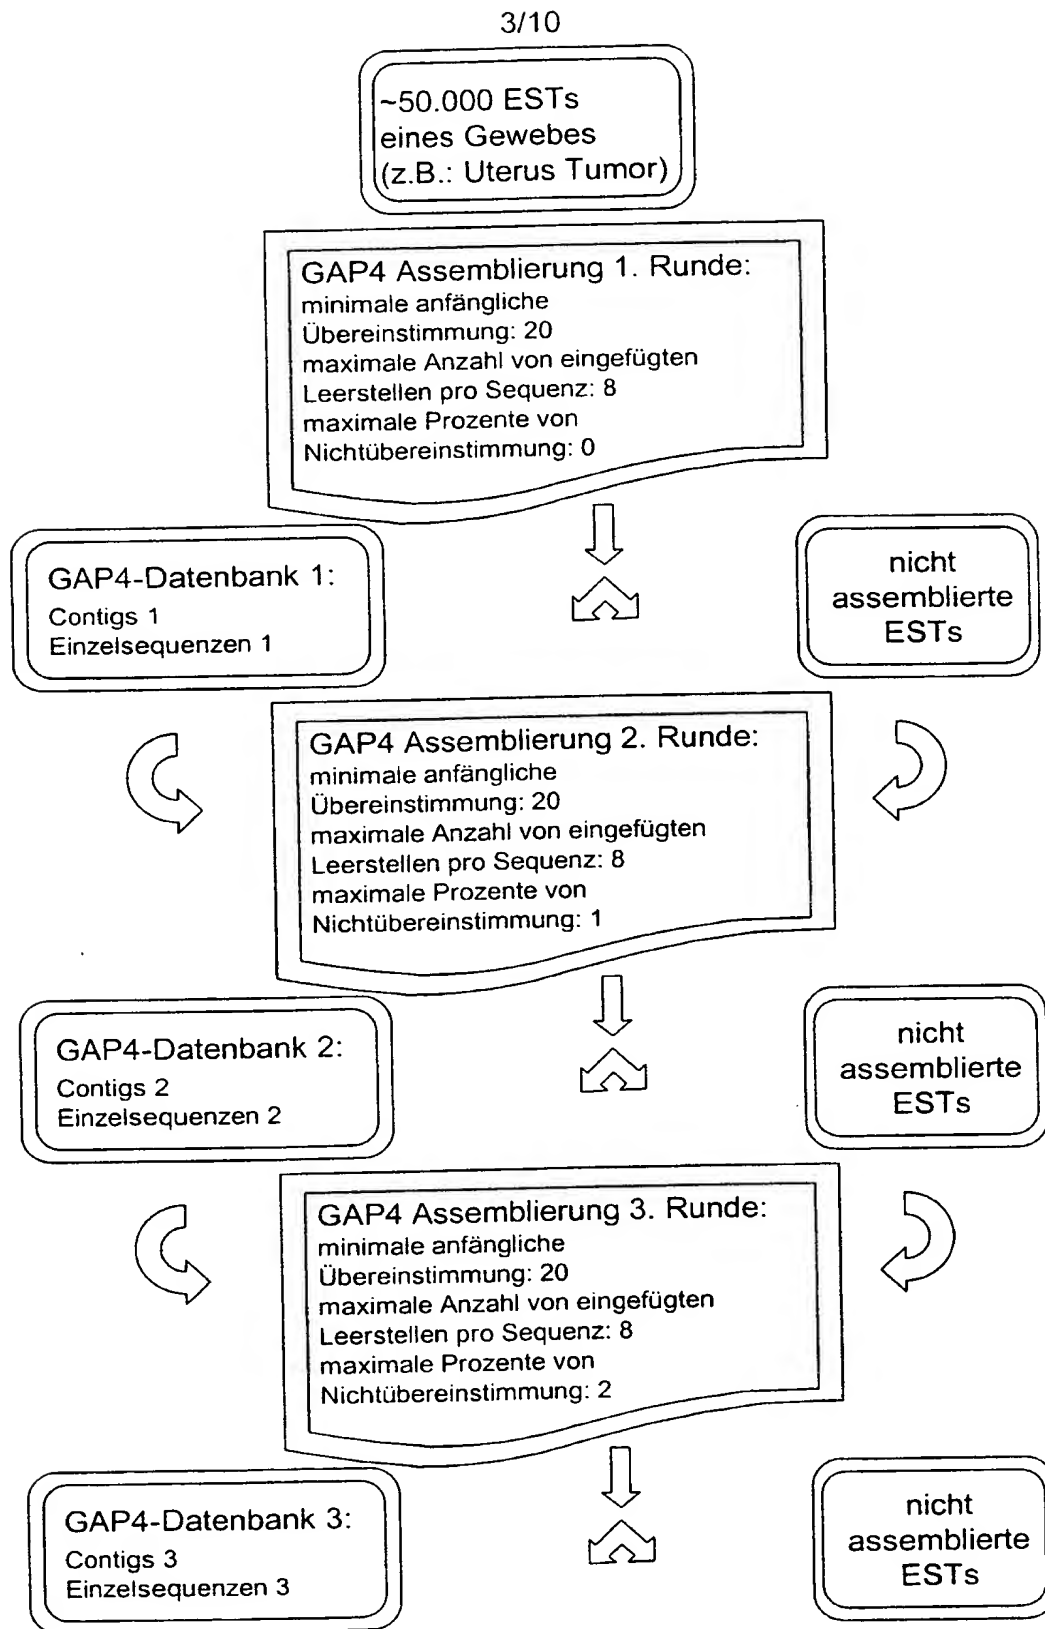 3/10
~50.000 ESTs
eines Gewebes
(z.B.: Uterus Tumor)
GAP4 Assemblierung 1. Runde:
minimale anfängliche
Übereinstimmung: 20
maximale Anzahl von eingefügten
Leerstellen pro Sequenz: 8
maximale Prozente von
Nichtübereinstimmung: 0
GAP4-Datenbank 1:
Contigs 1
Einzelsequenzen 1
nicht
assemblierte
ESTs
GAP4 Assemblierung 2. Runde:
minimale anfängliche
Übereinstimmung: 20
maximale Anzahl von eingefügten
Leerstellen pro Sequenz: 8
maximale Prozente von
Nichtübereinstimmung: 1
GAP4-Datenbank 2:
Contigs 2
Einzelsequenzen 2
nicht
assemblierte
ESTs
GAP4 Assemblierung 3. Runde:
minimale anfängliche
Übereinstimmung: 20
maximale Anzahl von eingefügten
Leerstellen pro Sequenz: 8
maximale Prozente von
Nichtübereinstimmung: 2
GAP4-Datenbank 3:
Contigs 3
Einzelsequenzen 3
nicht
assemblierte
ESTs